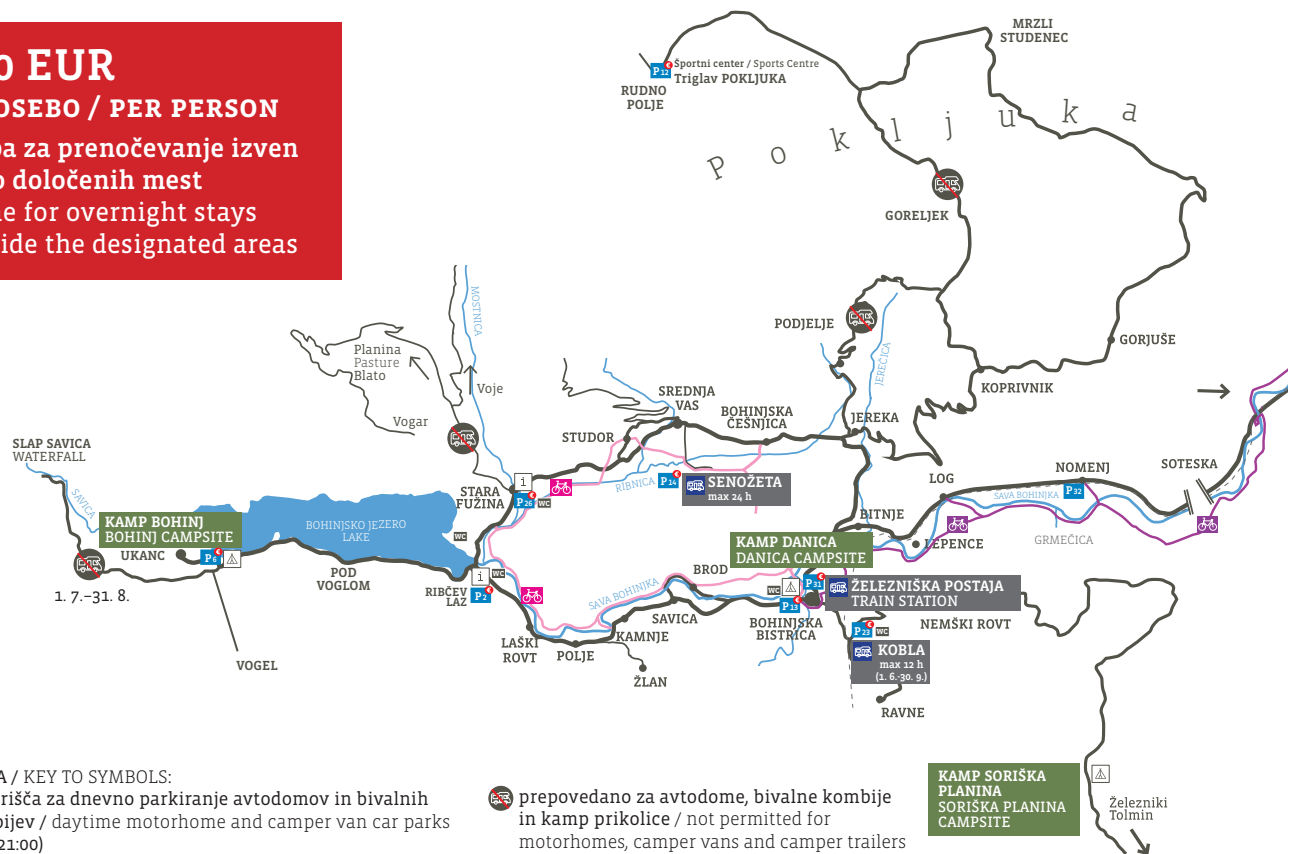 0 EUR
OSEBO / PER PERSON
za prenočevanje izven
določenih mest
for overnight stays
the designated areas
MRZLI
STUDENEC
P12 €
Športni center / Sports Centre
Triglav POKLJUKA
RUDNO
POLJE
Pokljuka
GORELJEK
PODJELJE
JEREČICA
GORJUŠE
KOPRIVNIK
MOSTNICA
Planina
Pasture
Blato
Voje
Vogar
SREDNJA
VAS
BOHINJSKA
ČEŠNJICA
STUDOR
JEREKA
SLAP SAVICA
WATERFALL
SAVICA
STARA
FUŽINA
i
P26 €
WC
RIBNICA
P14 €
SENOŽETA
max 24 h
LOG
NOMENJ
P32
SOTESKA
SAVA BOHINJKA
GRMEČICA
KAMP BOHINJ
BOHINJ CAMPSITE
UKANC
P6 €
BOHINJSKO JEZERO
LAKE
WC
BITNJE
LEPENCE
KAMP DANICA
DANICA CAMPSITE
1. 7.–31. 8.
POD
VOGLOM
RIBČEV
LAZ
i
WC
P2 €
BROD
SAVA BOHINJKA
SAVICA
WC
P31 €
P13 €
ŽELEZNIŠKA POSTAJA
TRAIN STATION
BOHINJSKA
BISTRICA
NEMŠKI ROVT
P23 €
WC
KOBLA
max 12 h
(1. 6.-30. 9.)
LAŠKI
ROVT
POLJE
KAMNJE
ŽLAN
VOGEL
RAVNE
KAMP SORIŠKA
PLANINA
SORIŠKA PLANINA
CAMPSITE
Železniki
Tolmin
A / KEY TO SYMBOLS:
za dnevno parkiranje avtodomov in bivalnih
/ daytime motorhome and camper van car parks
21:00)
prepovedano za avtodome, bivalne kombije
in kamp prikolice / not permitted for
motorhomes, camper vans and camper trailers